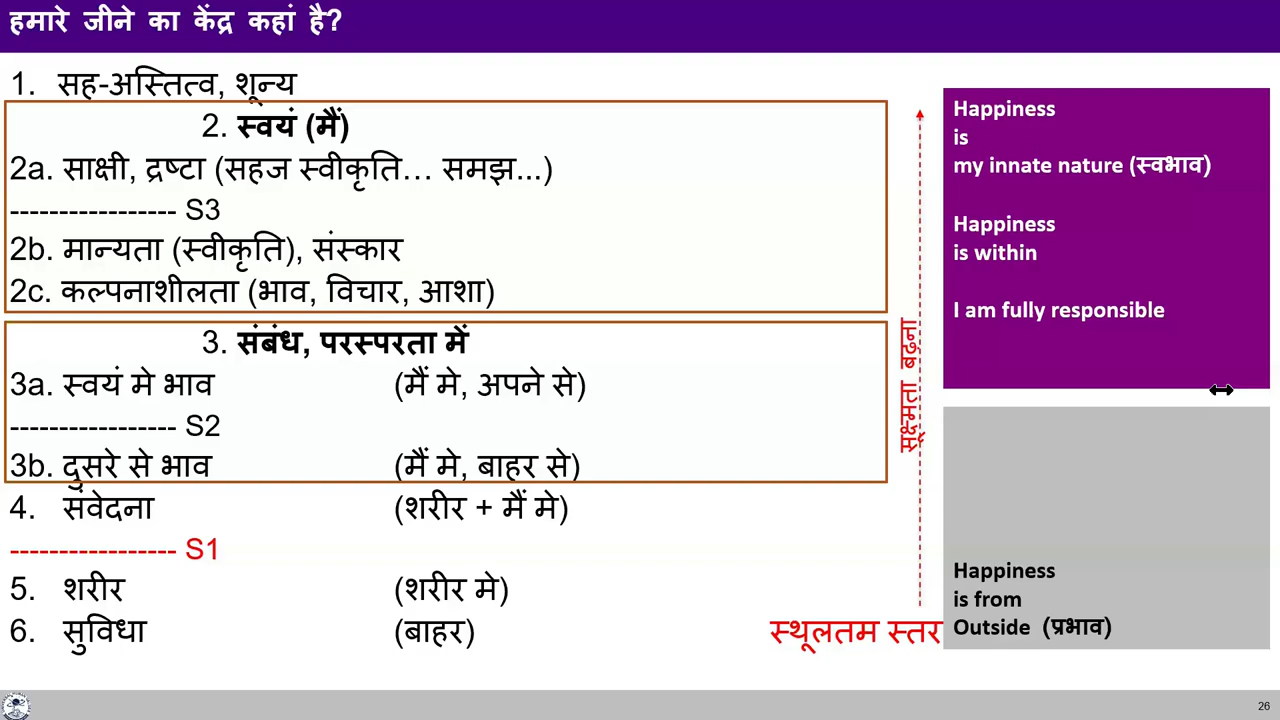 हमारे जीने का केंद्र कहां है?
1. सह-अस्तित्व, शून्य
2. स्वयं (मैं)
2a. साक्षी, द्रष्टा (सहज स्वीकृति... समझ...)
----------------- S3
2b. मान्यता (स्वीकृति), संस्कार
2c. कल्पनाशीलता (भाव, विचार, आशा)
3. संबंध, परस्परता में
3a. स्वयं मे भाव (मैं मे, अपने से)
----------------- S2
3b. दुसरे से भाव (मैं मे, बाहर से)
4. संवेदना (शरीर + मैं मे)
----------------- S1
5. शरीर (शरीर मे)
6. सुविधा (बाहर)
स्थूलतम स्तर
सूक्ष्मता बढ़ना
Happiness
is
my innate nature (स्वभाव)
Happiness
is within
I am fully responsible
Happiness
is from
Outside (प्रभाव)
26